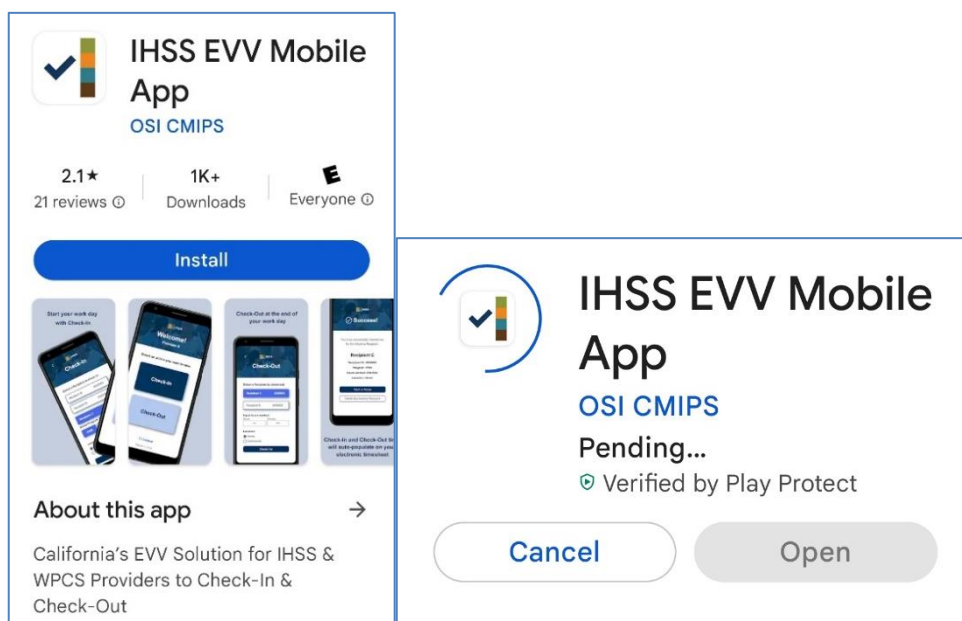 IHSS EVV Mobile
App
OSI CMIPS
2.1★
21 reviews
1K+
Downloads
E
Everyone
Install
Start your work day
with Check-In
Check-In
Welcome!
Check-In
Check-Out
Check-Out at the end of
your work day
Check-Out
Success!
Check-In and Check-Out
will auto-populate on your
electronic timesheet
About this app
California's EVV Solution for IHSS &
WPCS Providers to Check-In &
Check-Out
IHSS EVV Mobile
App
OSI CMIPS
Pending...
Verified by Play Protect
Cancel
Open